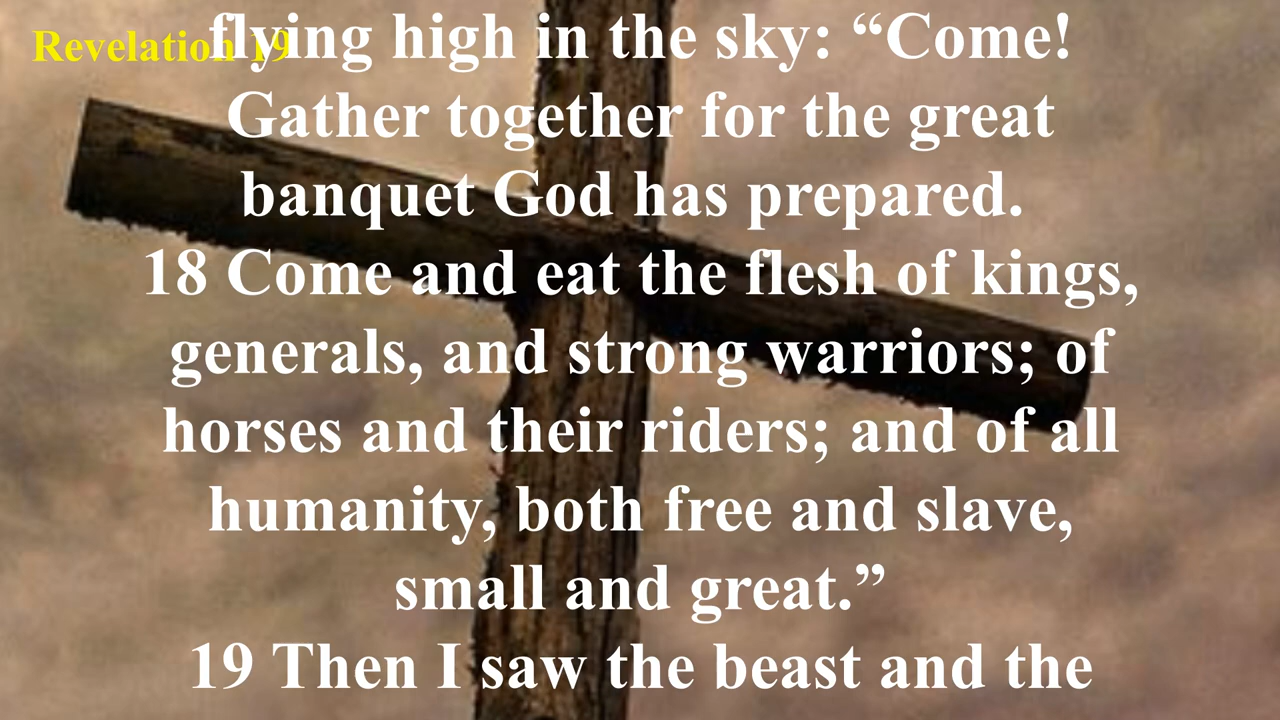 Revelation 19
flying high in the sky: “Come!
Gather together for the great
banquet God has prepared.
18 Come and eat the flesh of kings,
generals, and strong warriors; of
horses and their riders; and of all
humanity, both free and slave,
small and great.”
19 Then I saw the beast and the